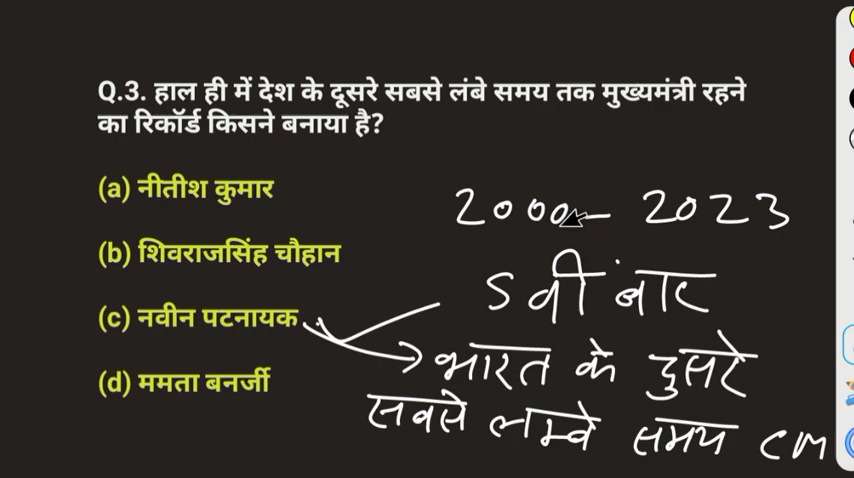 Q.3. हाल ही में देश के दूसरे सबसे लंबे समय तक मुख्यमंत्री रहने
का रिकॉर्ड किसने बनाया है?
(a) नीतीश कुमार
(b) शिवराजसिंह चौहान
(c) नवीन पटनायक
(d) ममता बनर्जी
2000 - 2023
5 वीं बार
भारत के दुसरे
सबसे लम्बे समय CM